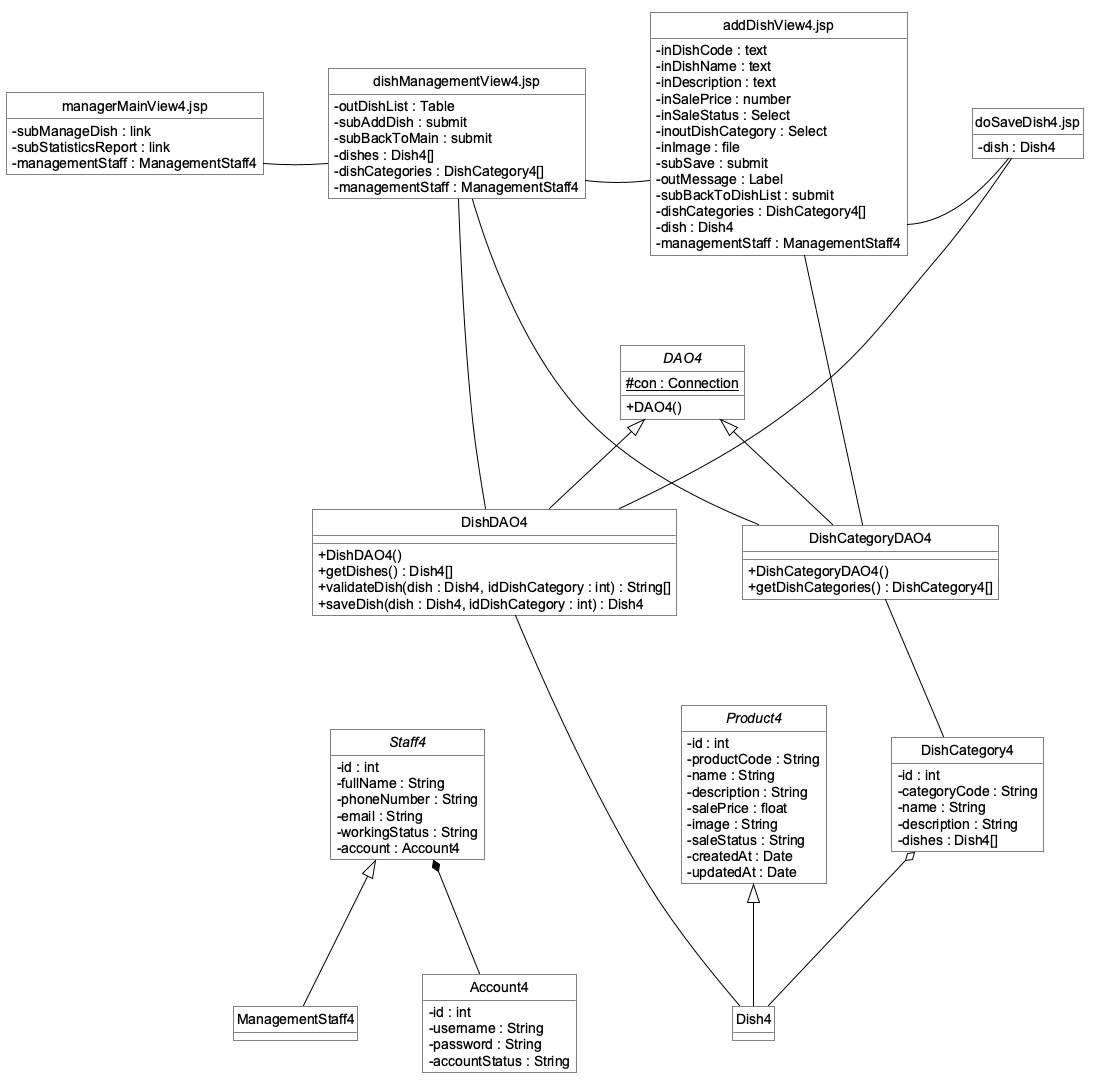 addDishView4.jsp
-inDishCode : text
-inDishName : text
-inDescription : text
-inSalePrice : number
-inSaleStatus : Select
-inoutDishCategory : Select
-inImage : file
-subSave : submit
-outMessage : Label
-subBackToDishList : submit
-dishCategories : DishCategory4[]
-dish : Dish4
-managementStaff : ManagementStaff4
dishManagementView4.jsp
-outDishList : Table
-subAddDish : submit
-subBackToMain : submit
-dishes : Dish4[]
-dishCategories : DishCategory4[]
-managementStaff : ManagementStaff4
managerMainView4.jsp
-subManageDish : link
-subStatisticsReport : link
-managementStaff : ManagementStaff4
doSaveDish4.jsp
-dish : Dish4
DAO4
#con : Connection
+DAO4()
DishDAO4
+DishDAO4()
+getDishes() : Dish4[]
+validateDish(dish : Dish4, idDishCategory : int) : String[]
+saveDish(dish : Dish4, idDishCategory : int) : Dish4
DishCategoryDAO4
+DishCategoryDAO4()
+getDishCategories() : DishCategory4[]
Staff4
-id : int
-fullName : String
-phoneNumber : String
-email : String
-workingStatus : String
-account : Account4
Product4
-id : int
-productCode : String
-name : String
-description : String
-salePrice : float
-image : String
-saleStatus : String
-createdAt : Date
-updatedAt : Date
DishCategory4
-id : int
-categoryCode : String
-name : String
-description : String
-dishes : Dish4[]
ManagementStaff4
Account4
-id : int
-username : String
-password : String
-accountStatus : String
Dish4